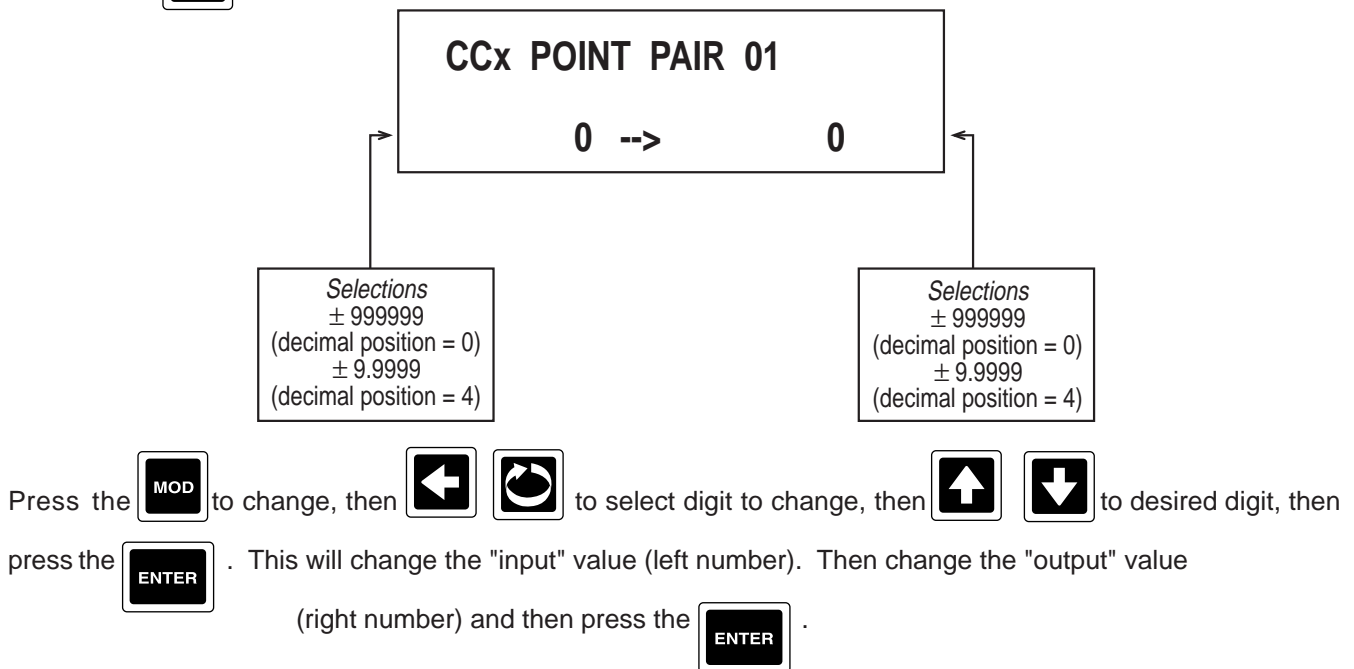 CCx POINT PAIR 01
0 --> 0
Selections
± 999999
(decimal position = 0)
± 9.9999
(decimal position = 4)
Selections
± 999999
(decimal position = 0)
± 9.9999
(decimal position = 4)
Press the MOD to change, then to select digit to change, then to desired digit, then
press the ENTER . This will change the "input" value (left number). Then change the "output" value
(right number) and then press the ENTER .